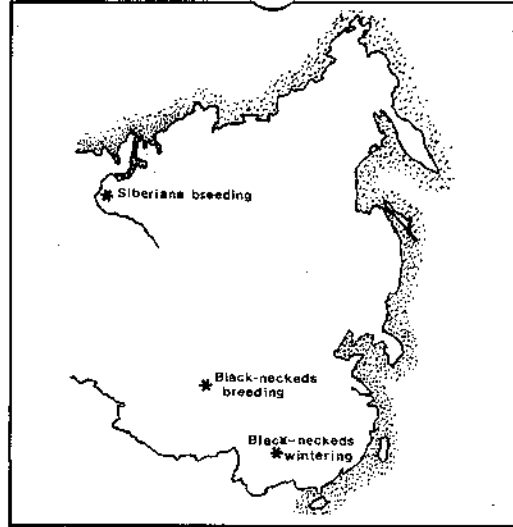 Siberians breeding
Black-neckeds
breeding
Black-neckeds
wintering